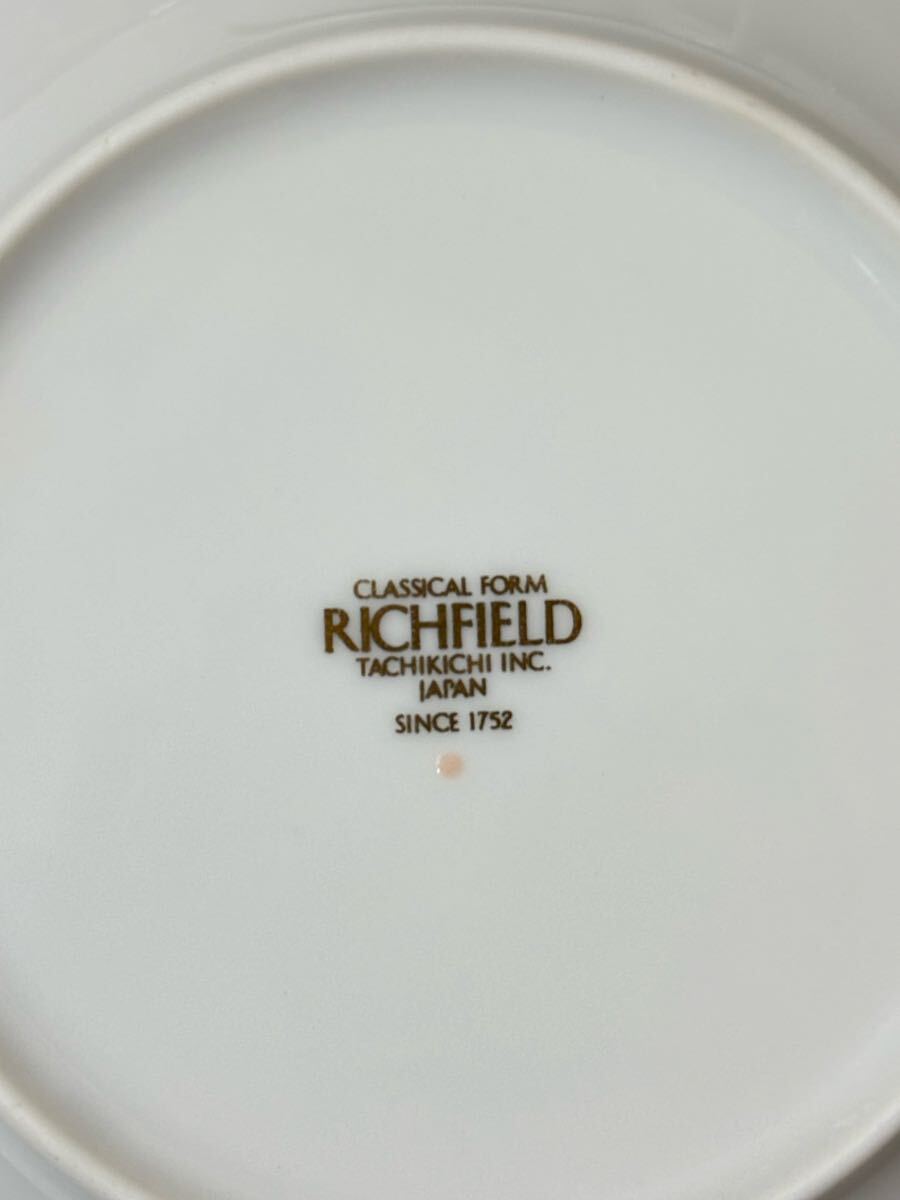 CLASSICAL FORM
RICHFIELD
TACHIKICHI INC.
JAPAN
SINCE 1752